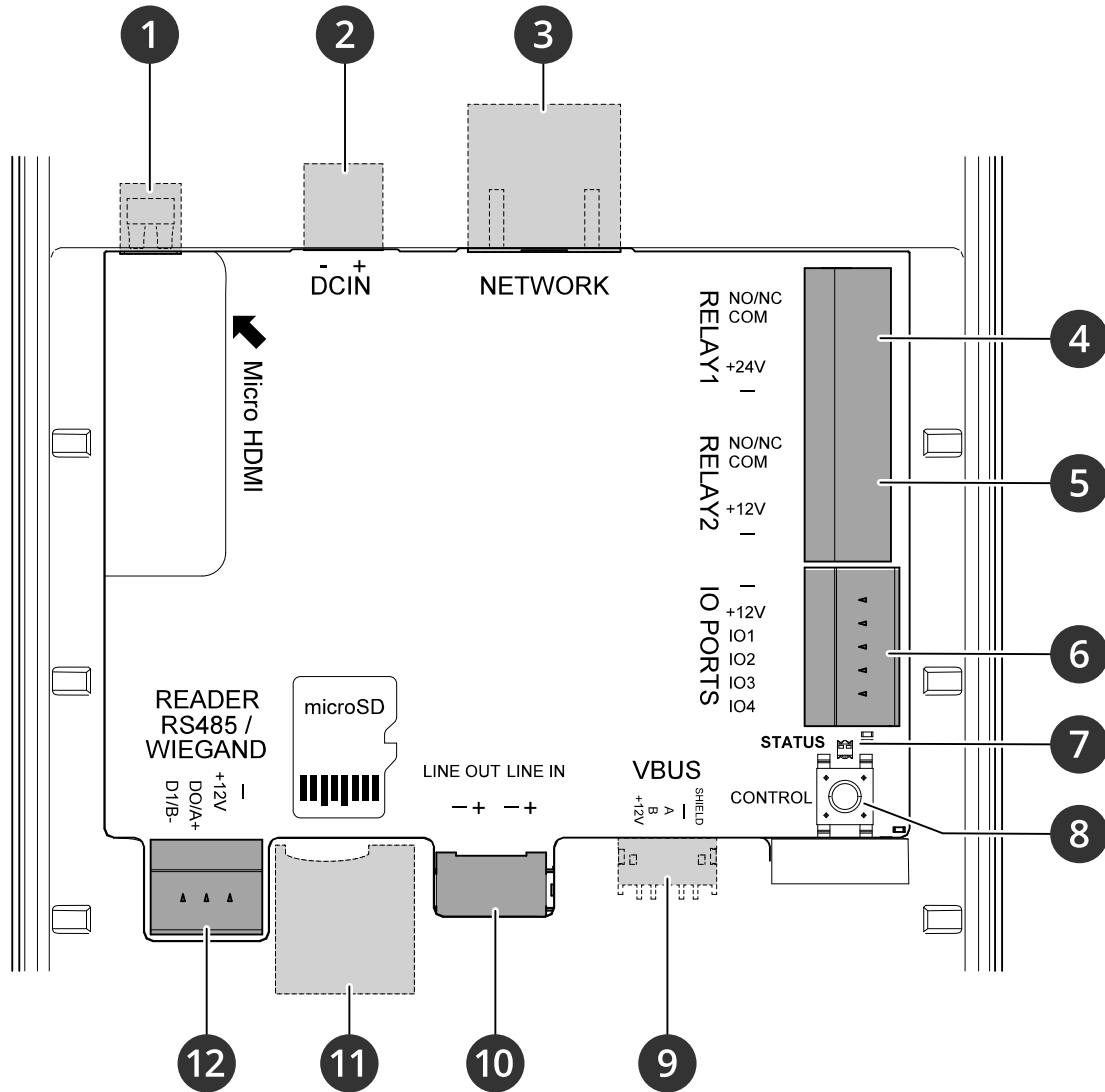 1
2
3
- +
DCIN
NETWORK
Micro HDMI
RELAY1
NO/NC
COM
+24V
—
4
RELAY2
NO/NC
COM
+12V
—
5
IO PORTS
—
+12V
IO1
IO2
IO3
IO4
6
STATUS
7
CONTROL
8
READER
RS485 /
WIEGAND
D1/B-
DO/A+
+12V
—
microSD
LINE OUT LINE IN
—+ —+
VBUS
+12V
B
A
—
SHIELD
12
11
10
9